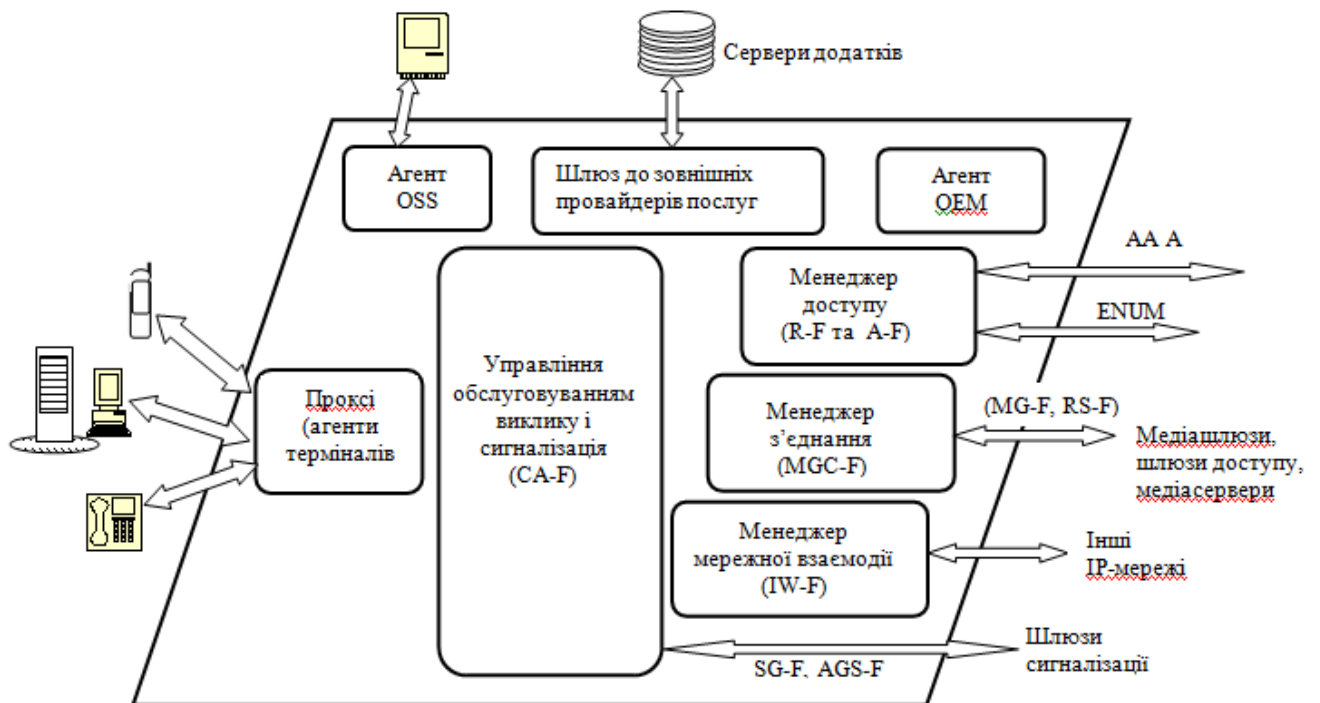 Сервери додатків
Агент
OSS
Шлюз до зовнішніх
провайдерів послуг
Агент
OEM
AA A
Менеджер
доступу
(R-F та A-F)
ENUM
Управління
обслуговуванням
виклику і
сигналізація
(CA-F)
Проксі
(агенти
терміналів
Менеджер
з’єднання
(MGC-F)
(MG-F, RS-F)
Медіашлюзи,
шлюзи доступу,
медіасервери
Менеджер
мережної взаємодії
(IW-F)
Інші
IP-мережі
Шлюзи
сигналізації
SG-F, AGS-F